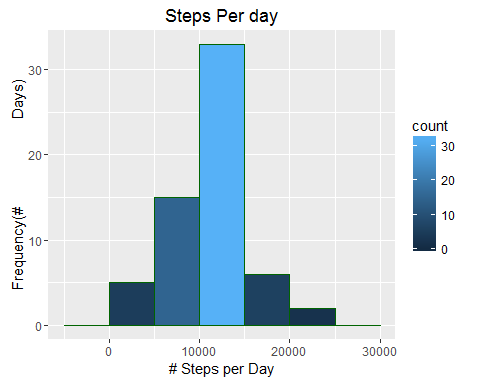 Steps Per day
Frequency(# Days)
30
20
10
0
0 10000 20000 30000
# Steps per Day
count
30
20
10
0